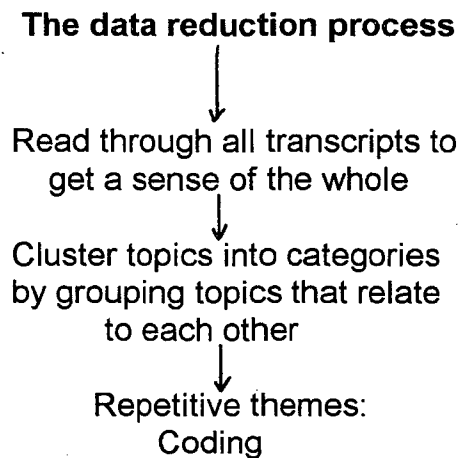 The data reduction process
Read through all transcripts to
get a sense of the whole
Cluster topics into categories
by grouping topics that relate
to each other
Repetitive themes:
Coding